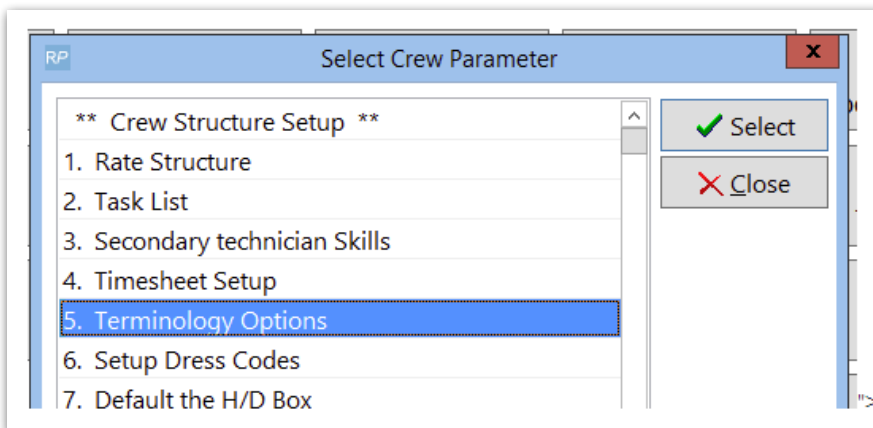 RP
Select Crew Parameter
x
** Crew Structure Setup **
Select
1. Rate Structure
Close
2. Task List
3. Secondary technician Skills
4. Timesheet Setup
5. Terminology Options
6. Setup Dress Codes
7. Default the H/D Box
">